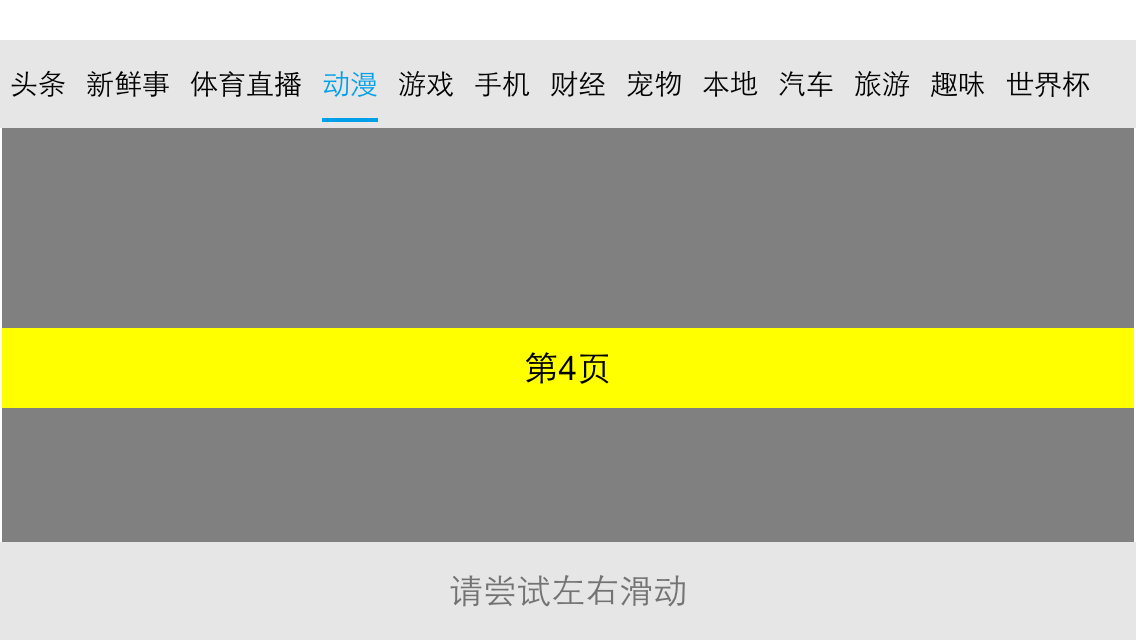 头条 新鲜事 体育直播 动漫 游戏 手机 财经 宠物 本地 汽车 旅游 趣味 世界杯
第4页
请尝试左右滑动